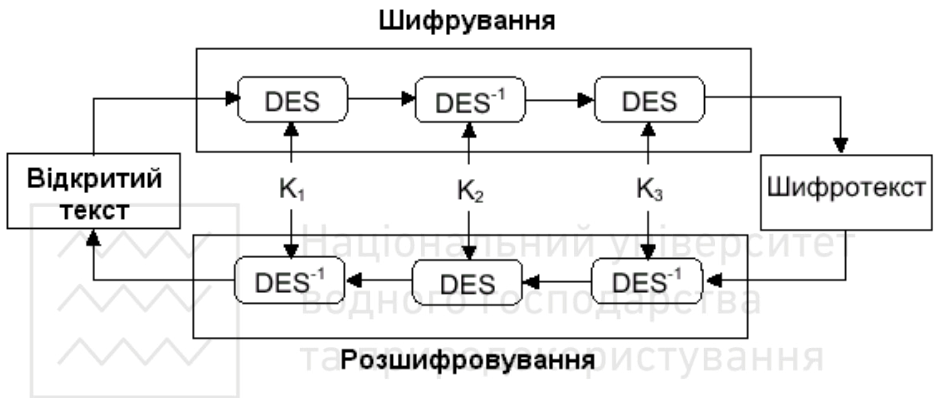 Шифрування
DES
DES⁻¹
DES
Відкритий
текст
K₁
K₂
K₃
Шифротекст
Національний університет
водного господарства
та природокористування
DES⁻¹
DES
DES⁻¹
Розшифровування